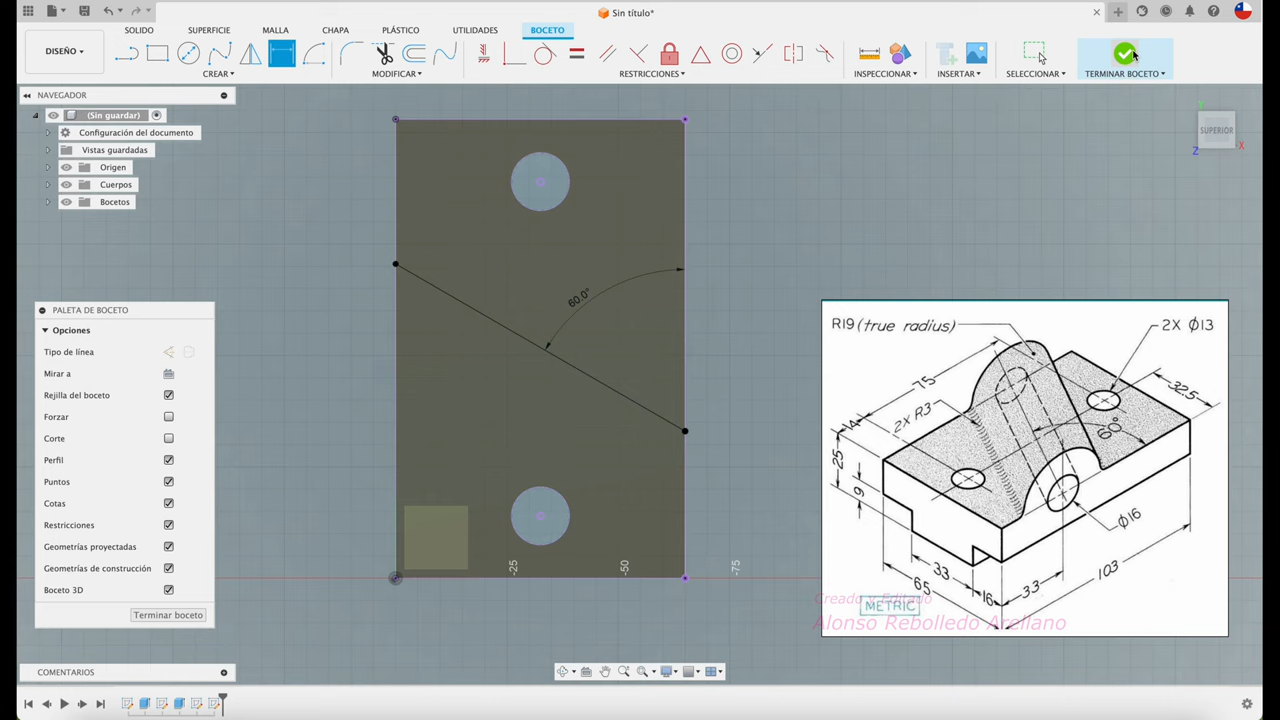 Sin título*
DISEÑO
SOLIDO SUPERFICIE MALLA CHAPA PLÁSTICO UTILIDADES BOCETO
CREAR MODIFICAR RESTRICCIONES INSPECCIONAR INSERTAR SELECCIONAR TERMINAR BOCETO
NAVEGADOR
(Sin guardar)
Configuración del documento
Vistas guardadas
Origen
Cuerpos
Bocetos
SUPERIOR
Y
X
Z
60.0°
-25
-50
-75
PALETA DE BOCETO
Opciones
Tipo de línea
Mirar a
Rejilla del boceto
Forzar
Corte
Perfil
Puntos
Cotas
Restricciones
Geometrías proyectadas
Geometrías de construcción
Boceto 3D
Terminar boceto
R19 (true radius)
2X Ø13
75
32.5
2X R3
14
60°
25
9
Ø16
33
65
16
33
103
METRIC
Creado y Editado
Alonso Rebolledo Arellano
COMENTARIOS